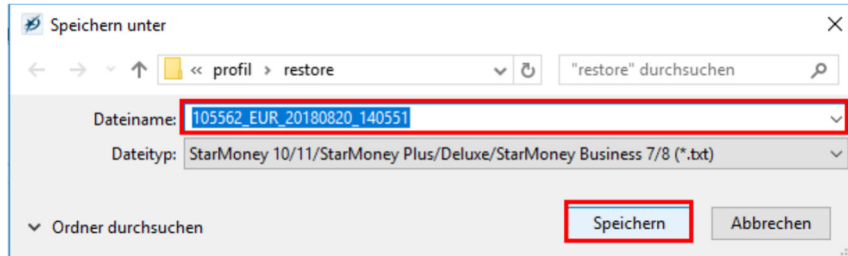 Speichern unter
« profil > restore "restore" durchsuchen
Dateiname: 105562_EUR_20180820_140551
Dateityp: StarMoney 10/11/StarMoney Plus/Deluxe/StarMoney Business 7/8 (*.txt)
Ordner durchsuchen Speichern Abbrechen